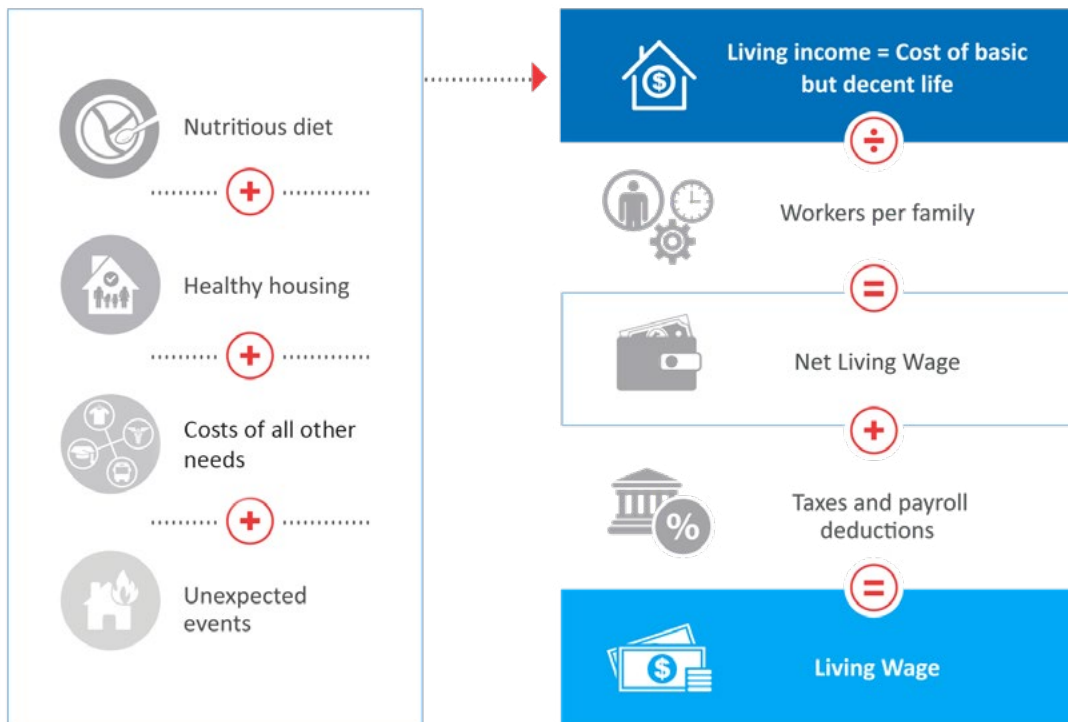 Nutritious diet
+
Healthy housing
+
Costs of all other
needs
+
Unexpected
events
$
Living income = Cost of basic
but decent life
÷
Workers per family
=
Net Living Wage
+
%
Taxes and payroll
deductions
=
$
Living Wage